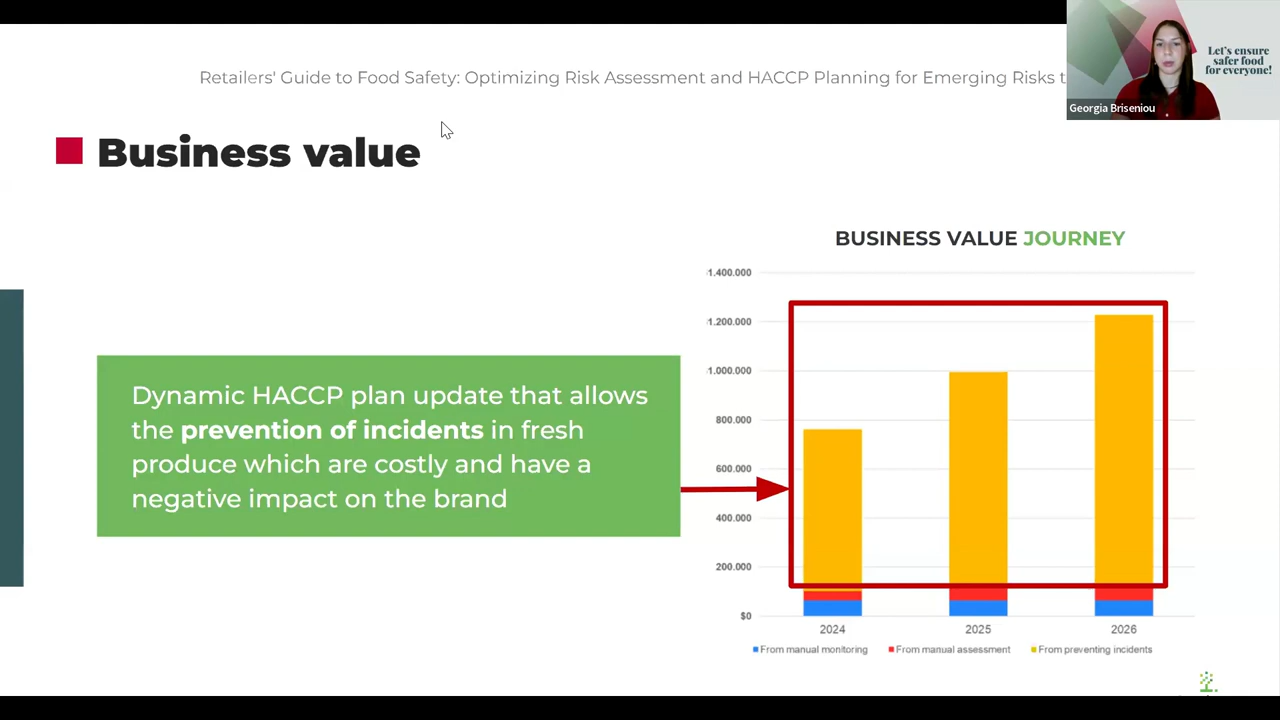 Retailers' Guide to Food Safety: Optimizing Risk Assessment and HACCP Planning for Emerging Risks t
Let's ensure
safer food
for everyone!
Georgia Briseniou
Business value
BUSINESS VALUE JOURNEY
Dynamic HACCP plan update that allows
the prevention of incidents in fresh
produce which are costly and have a
negative impact on the brand
1.400.000
1.200.000
1.000.000
800.000
600.000
400.000
200.000
$0
2024 2025 2026
From manual monitoring From manual assessment From preventing incidents